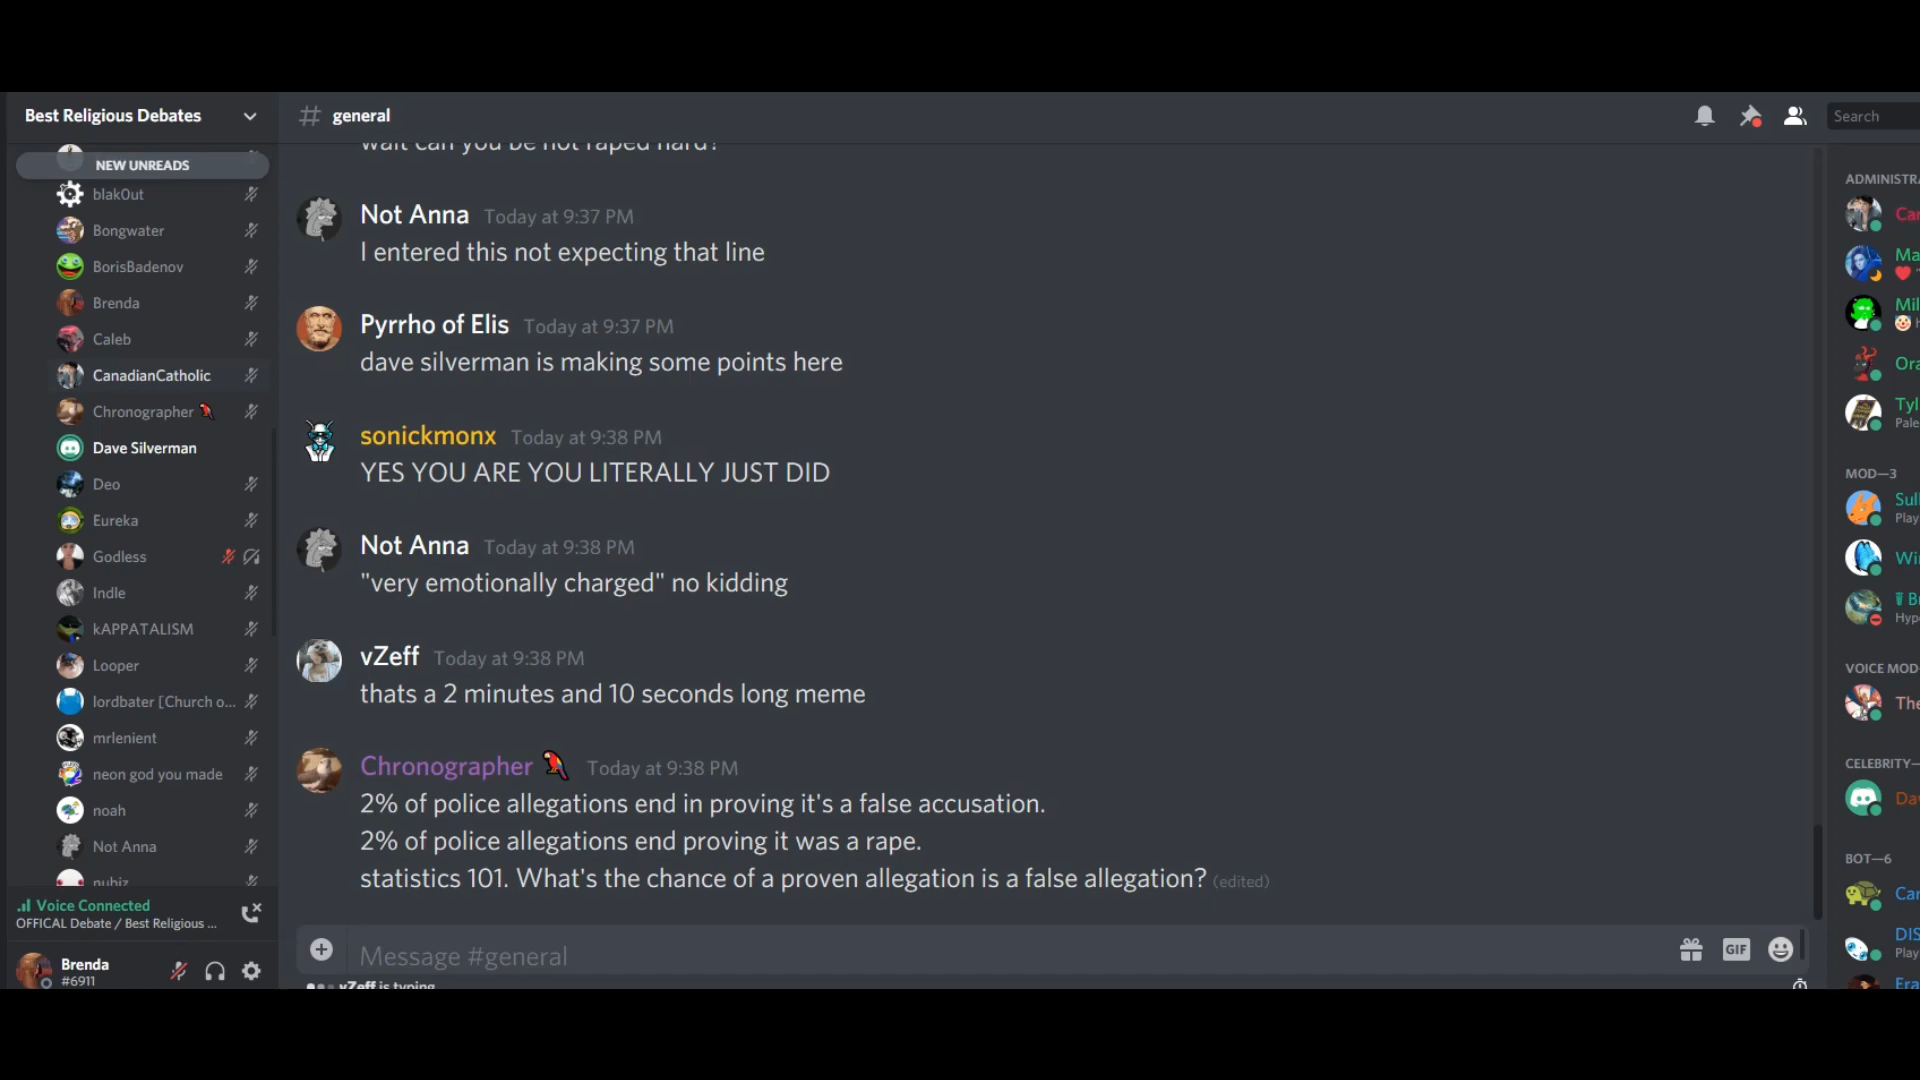 Best Religious Debates
NEW UNREADS
blakOut
Bongwater
BorisBadenov
Brenda
Caleb
CanadianCatholic
Chronographer
Dave Silverman
Deo
Eureka
Godless
Indle
kAPPATALISM
Looper
lordbater [Church o...
mrlenient
neon god you made
noah
Not Anna
nubiz
Voice Connected
OFFICAL Debate / Best Religious ...
Brenda
#6911
# general
wait can you be not raped hard?
Not Anna Today at 9:37 PM
I entered this not expecting that line
Pyrrho of Elis Today at 9:37 PM
dave silverman is making some points here
sonickmonx Today at 9:38 PM
YES YOU ARE YOU LITERALLY JUST DID
Not Anna Today at 9:38 PM
"very emotionally charged" no kidding
vZeff Today at 9:38 PM
thats a 2 minutes and 10 seconds long meme
Chronographer Today at 9:38 PM
2% of police allegations end in proving it's a false accusation.
2% of police allegations end proving it was a rape.
statistics 101. What's the chance of a proven allegation is a false allegation? (edited)
Message #general
GIF
vZeff is typing
Search
ADMINISTRA
Car
Ma
Mil
Ora
Tyl
Pale
MOD—3
Sull
Play
Win
Br
Hype
VOICE MOD
The
CELEBRITY—
Dav
BOT—6
Car
DIS
Play
Era